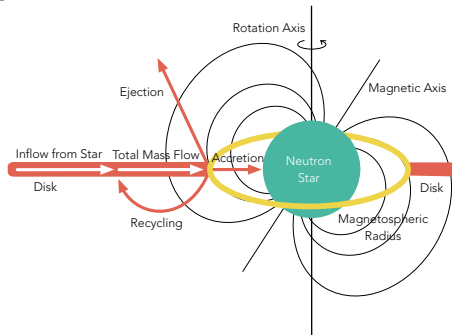 Rotation Axis
Ejection
Magnetic Axis
Inflow from Star
Total Mass Flow
Accretion
Neutron
Star
Disk
Disk
Recycling
Magnetospheric
Radius